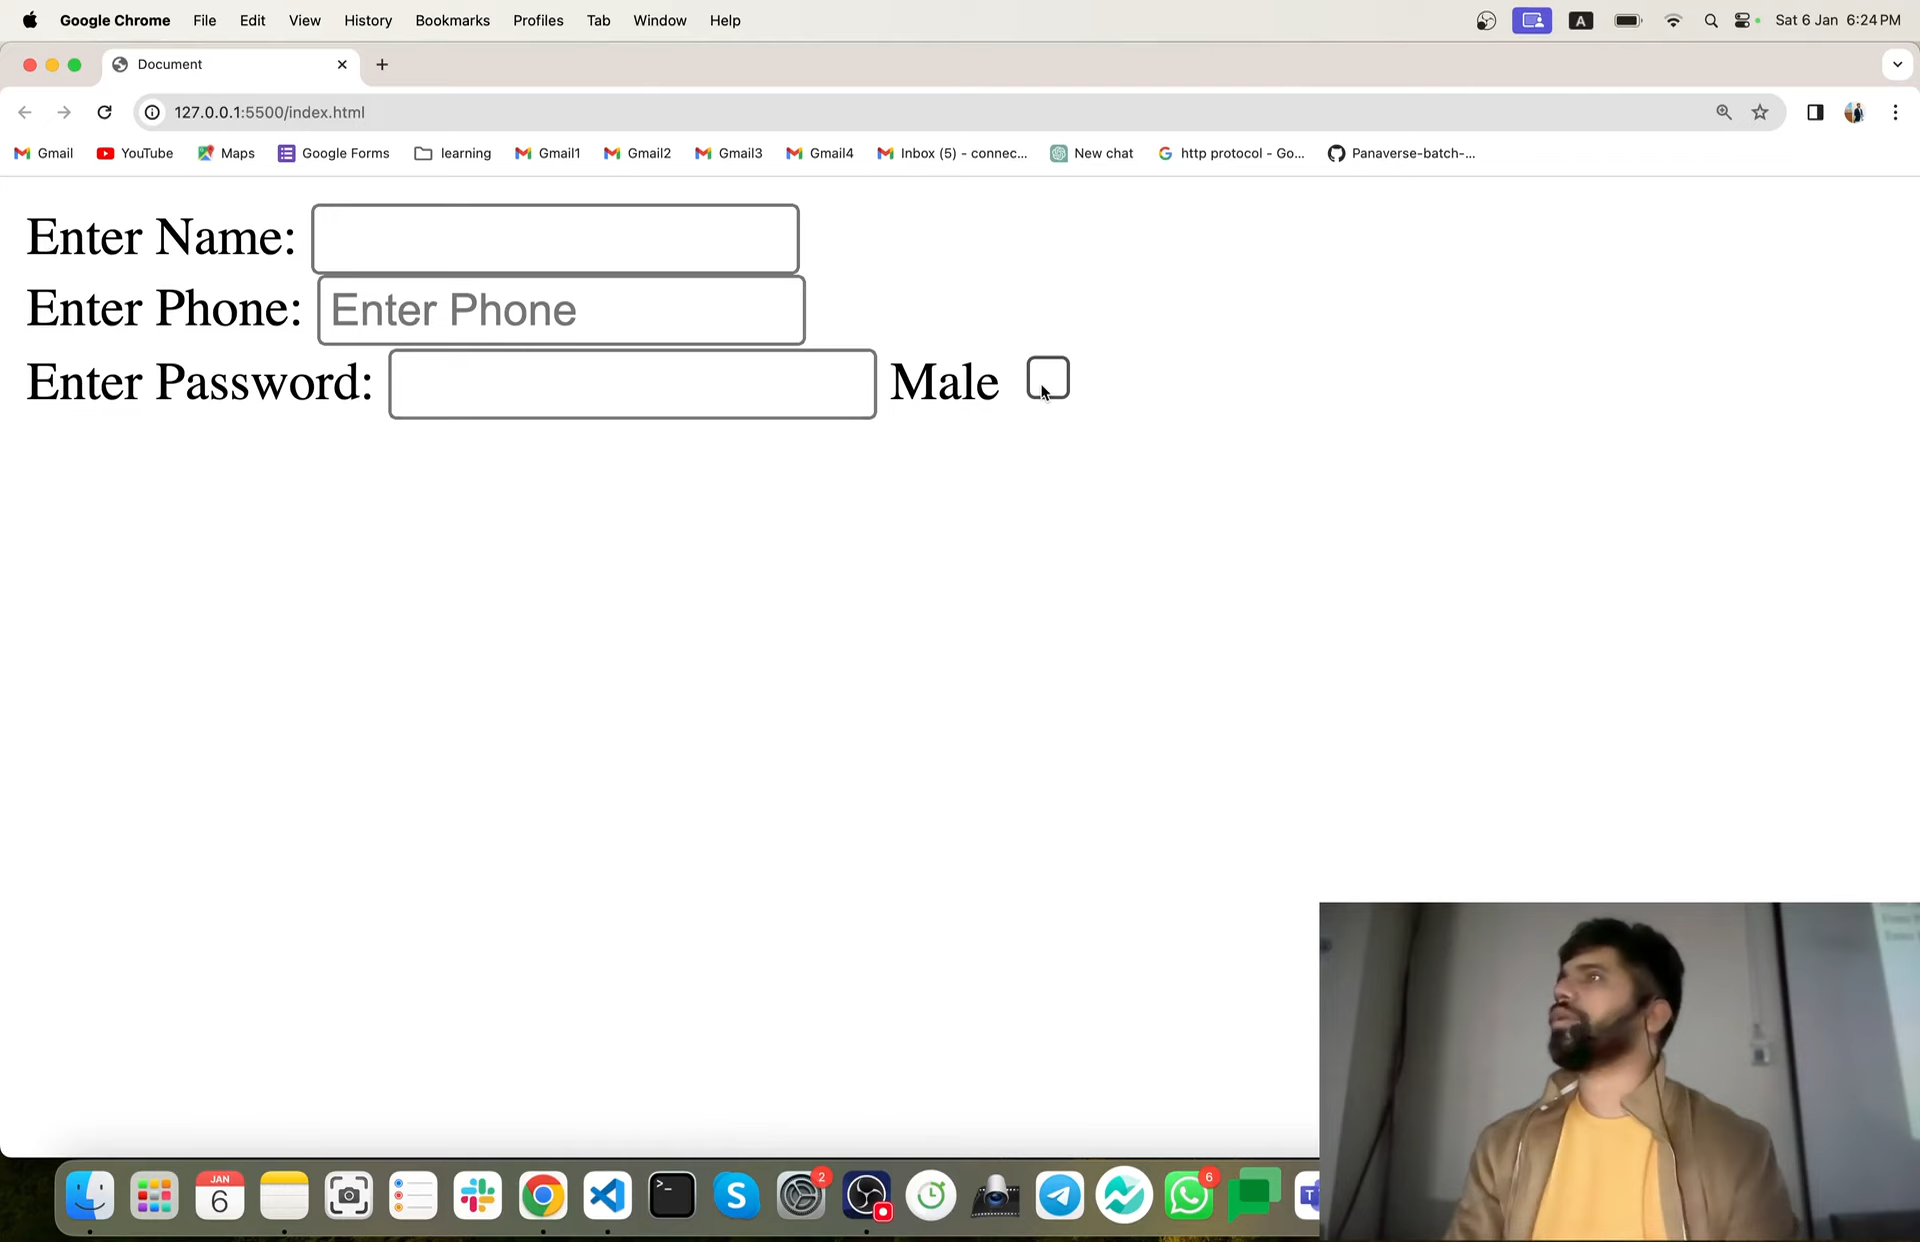 Google Chrome File Edit View History Bookmarks Profiles Tab Window Help A Sat 6 Jan 6:24 PM
Document
127.0.0.1:5500/index.html
Gmail YouTube Maps Google Forms learning Gmail1 Gmail2 Gmail3 Gmail4 Inbox (5) - connec... New chat http protocol - Go... Panaverse-batch-...
Enter Name:
Enter Phone: Enter Phone
Enter Password: Male
JAN 2 6
6 >_ S T